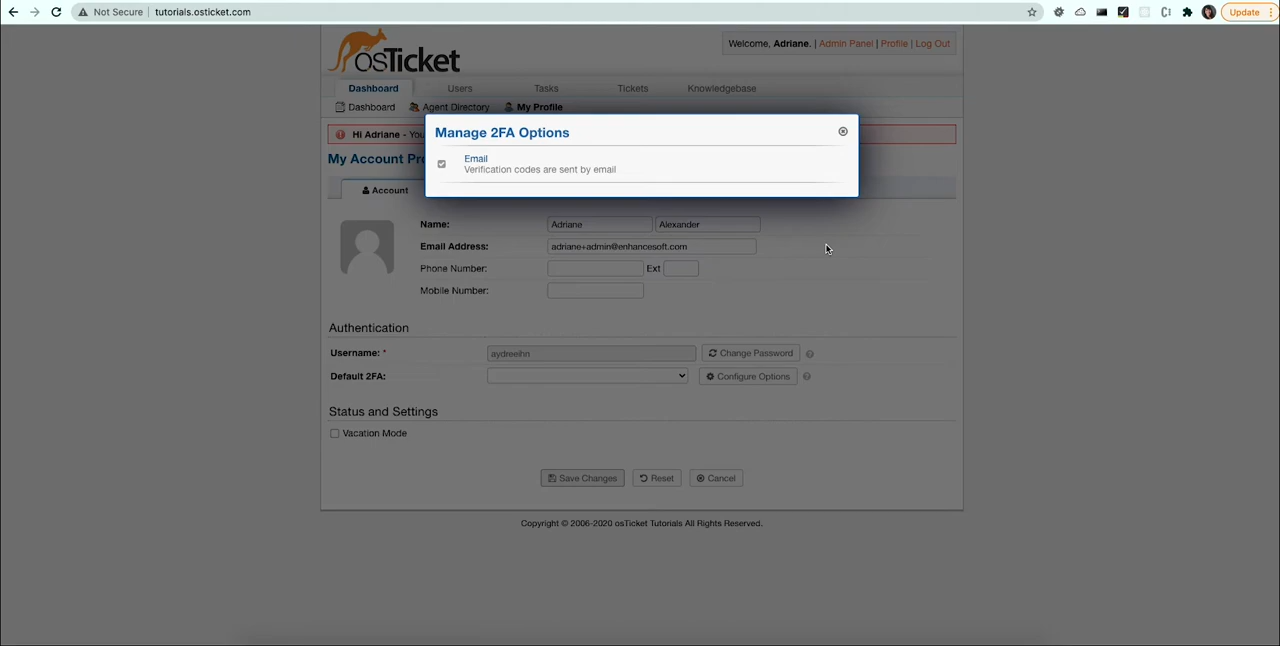 Not Secure | tutorials.osticket.com
Update
osTicket
Welcome, Adriane. | Admin Panel | Profile | Log Out
Dashboard Users Tasks Tickets Knowledgebase
Dashboard Agent Directory My Profile
Manage 2FA Options
Email
Verification codes are sent by email
Hi Adriane - You
My Account Pro
Account
Name: Adriane Alexander
Email Address: adriane+admin@enhancesoft.com
Phone Number: Ext
Mobile Number:
Authentication
Username: * aydreeihn Change Password
Default 2FA: Configure Options
Status and Settings
Vacation Mode
Save Changes Reset Cancel
Copyright © 2006-2020 osTicket Tutorials All Rights Reserved.